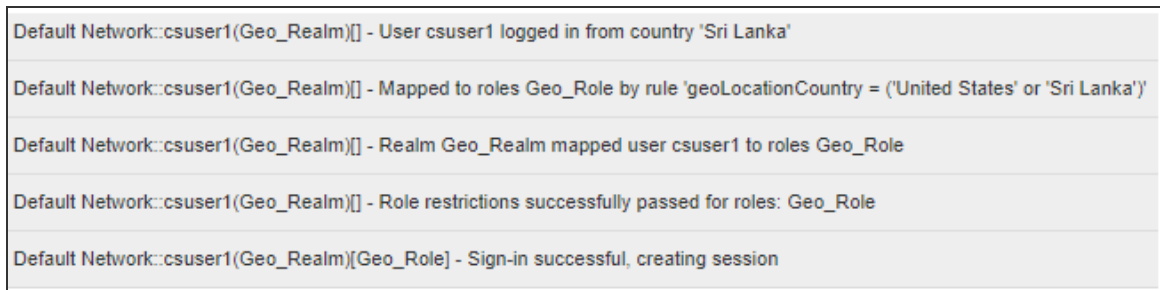 Default Network::csuser1(Geo_Realm)[] - User csuser1 logged in from country 'Sri Lanka'
Default Network::csuser1(Geo_Realm)[] - Mapped to roles Geo_Role by rule 'geoLocationCountry = ('United States' or 'Sri Lanka')'
Default Network::csuser1(Geo_Realm)[] - Realm Geo_Realm mapped user csuser1 to roles Geo_Role
Default Network::csuser1(Geo_Realm)[] - Role restrictions successfully passed for roles: Geo_Role
Default Network::csuser1(Geo_Realm)[Geo_Role] - Sign-in successful, creating session